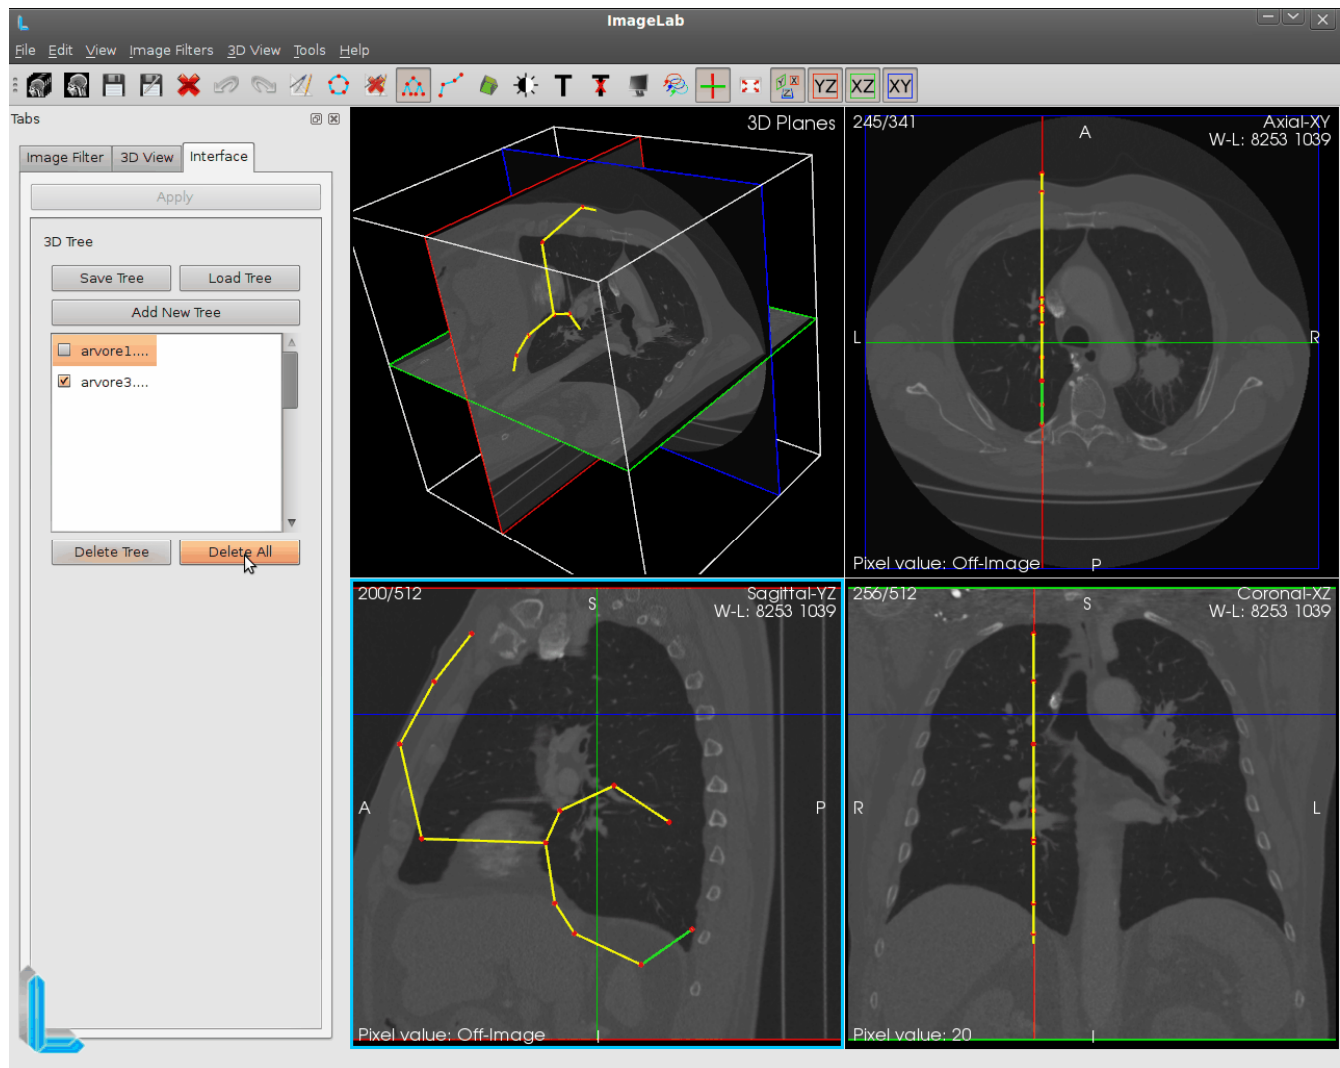 ImageLab
File Edit View Image Filters 3D View Tools Help
T T YZ XZ XY
Tabs
Image Filter 3D View Interface
Apply
3D Tree
Save Tree Load Tree
Add New Tree
arvore1....
arvore3....
Delete Tree Delete All
3D Planes
245/341 Axial-XY
A W-L: 8253 1039
L R
Pixel value: Off-Image P
200/512 Sagittal-YZ
S W-L: 8253 1039
A P
Pixel value: Off-Image I
256/512 Coronal-XZ
S W-L: 8253 1039
R L
Pixel value: 20 I